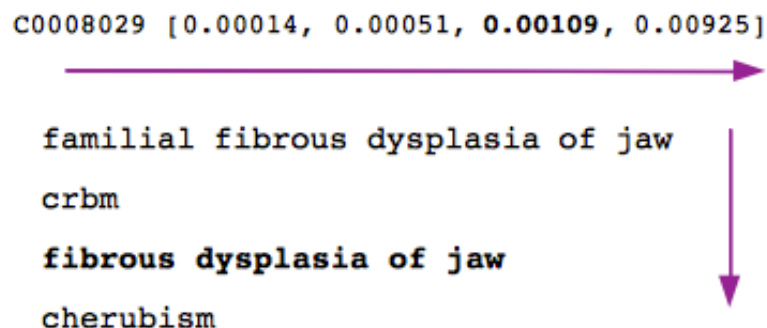 C0008029 [0.00014, 0.00051, 0.00109, 0.00925]
familial fibrous dysplasia of jaw
crbm
fibrous dysplasia of jaw
cherubism